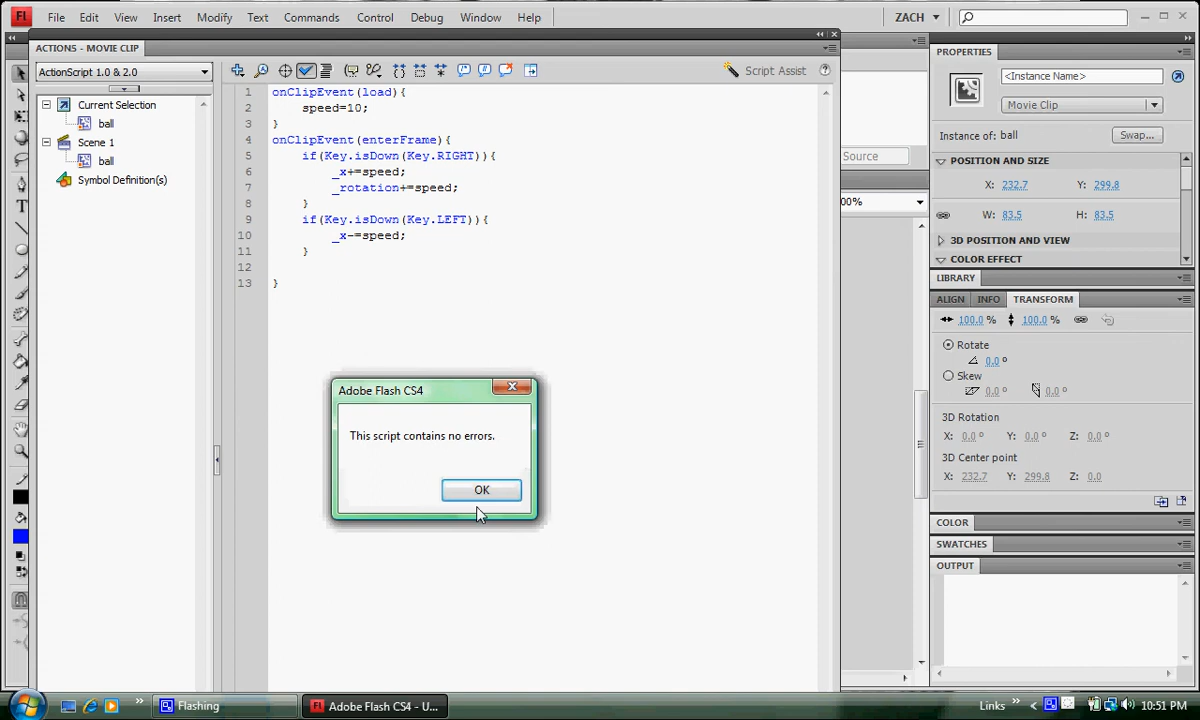 Fl File Edit View Insert Modify Text Commands Control Debug Window Help ZACH
ACTIONS - MOVIE CLIP
ActionScript 1.0 & 2.0
Script Assist
Current Selection
ball
Scene 1
ball
Symbol Definition(s)
1 onClipEvent(load){
2 speed=10;
3 }
4 onClipEvent(enterFrame){
5 if(Key.isDown(Key.RIGHT)){
6 _x+=speed;
7 _rotation+=speed;
8 }
9 if(Key.isDown(Key.LEFT)){
10 _x-=speed;
11 }
12
13 }
Adobe Flash CS4
This script contains no errors.
OK
Source
00%
PROPERTIES
<Instance Name>
Movie Clip
Instance of: ball Swap...
POSITION AND SIZE
X: 232.7 Y: 299.8
W: 83.5 H: 83.5
3D POSITION AND VIEW
COLOR EFFECT
LIBRARY
ALIGN INFO TRANSFORM
100.0 % 100.0 %
Rotate
0.0 °
Skew
0.0 ° 0.0 °
3D Rotation
X: 0.0 ° Y: 0.0 ° Z: 0.0 °
3D Center point
X: 232.7 Y: 299.8 Z: 0.0
COLOR
SWATCHES
OUTPUT
Flashing
Fl Adobe Flash CS4 - U...
Links
10:51 PM